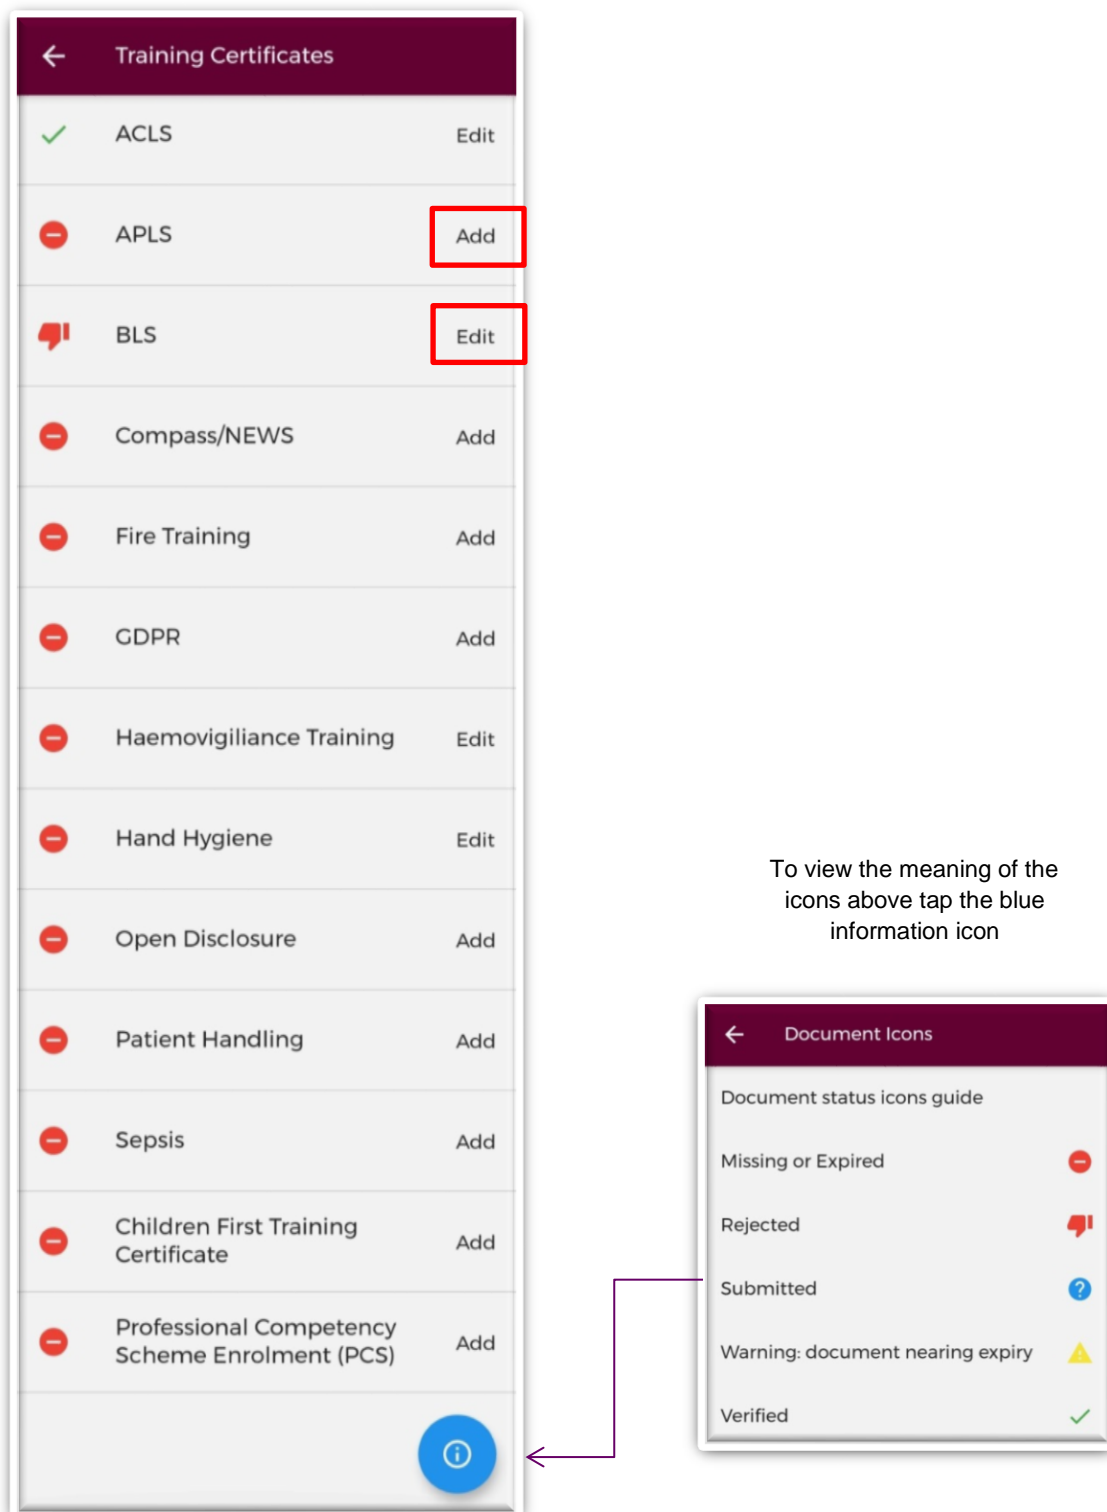 Training Certificates
ACLS Edit
APLS Add
BLS Edit
Compass/NEWS Add
Fire Training Add
GDPR Add
Haemovigiliance Training Edit
Hand Hygiene Edit
Open Disclosure Add
Patient Handling Add
Sepsis Add
Children First Training
Certificate Add
Professional Competency
Scheme Enrolment (PCS) Add
To view the meaning of the
icons above tap the blue
information icon
Document Icons
Document status icons guide
Missing or Expired
Rejected
Submitted
Warning: document nearing expiry
Verified